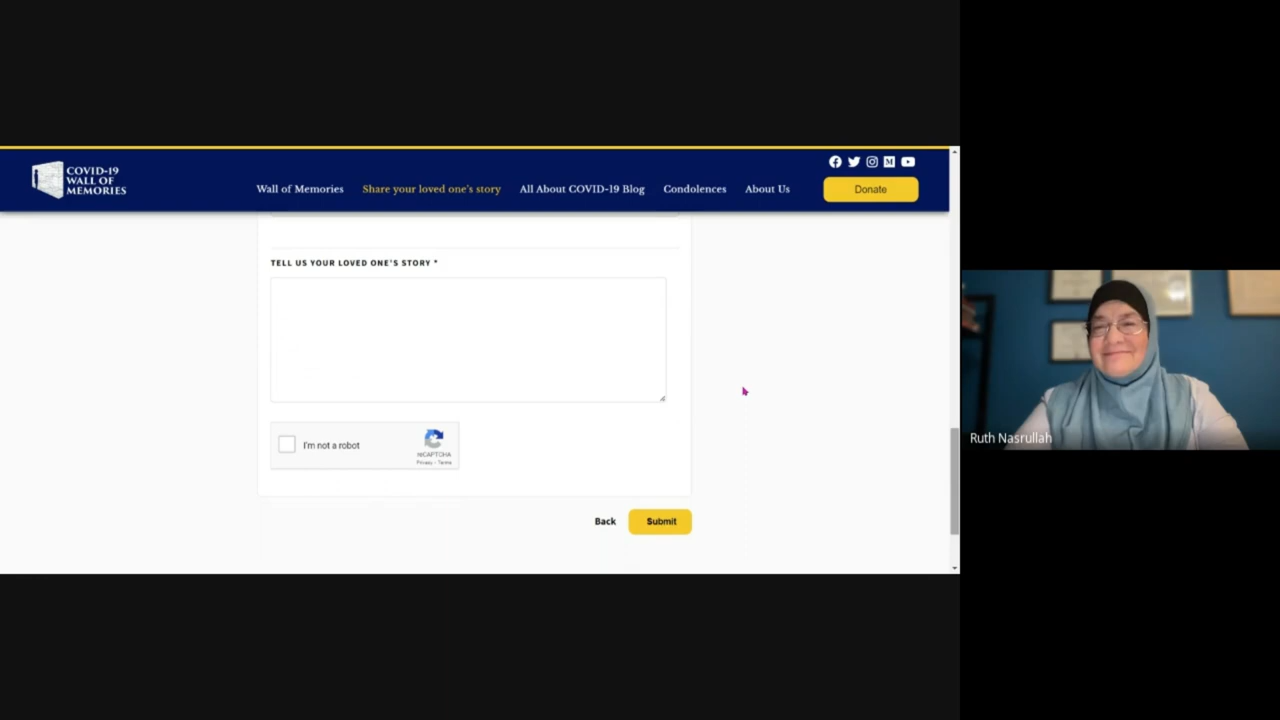 COVID-19
WALL OF
MEMORIES
Wall of Memories
Share your loved one's story
All About COVID-19 Blog
Condolences
About Us
Donate
TELL US YOUR LOVED ONE'S STORY *
I'm not a robot
reCAPTCHA
Privacy - Terms
Back
Submit
Ruth Nasrullah